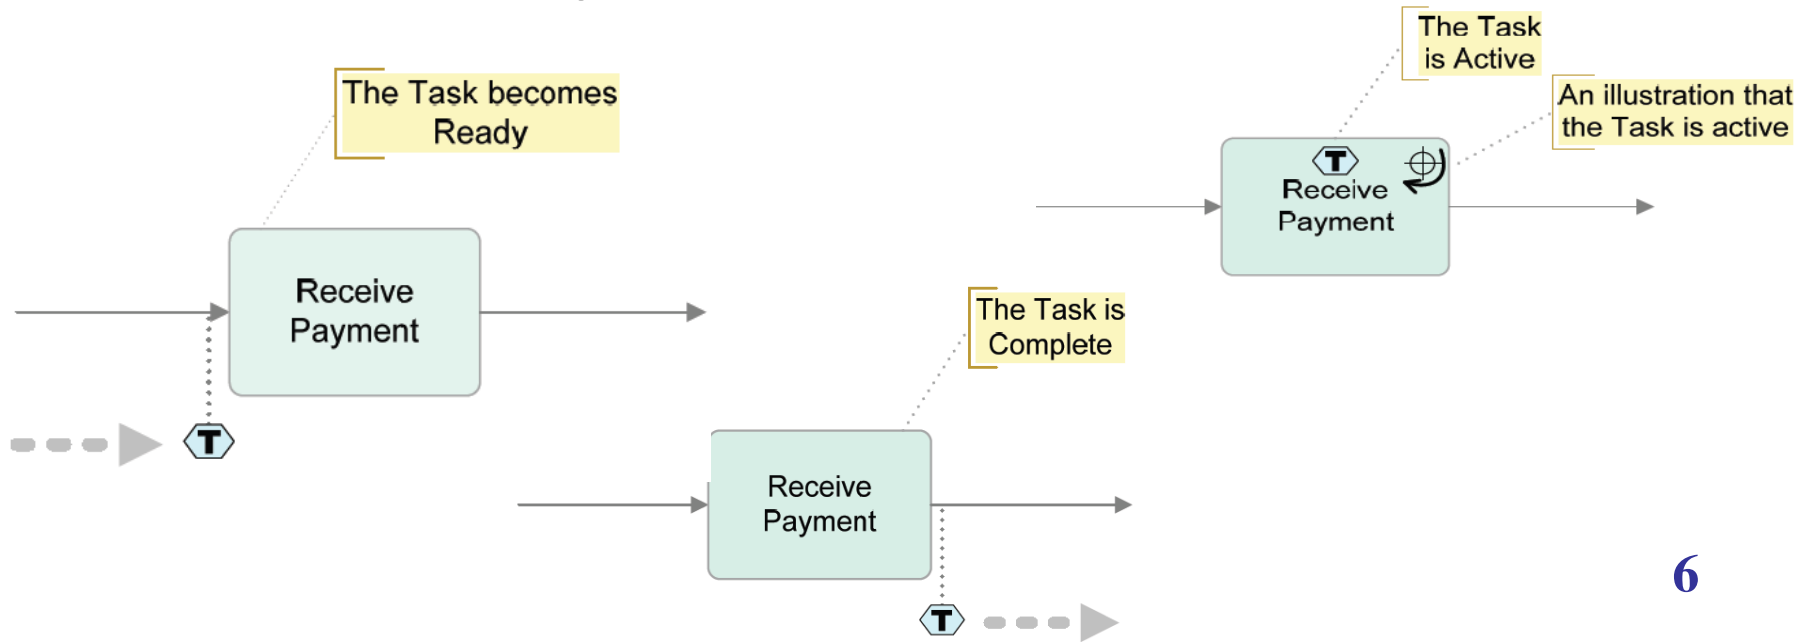 The Task becomes
Ready
Receive
Payment
T
The Task
is Active
An illustration that
the Task is active
T
Receive
Payment
The Task is
Complete
Receive
Payment
T
6